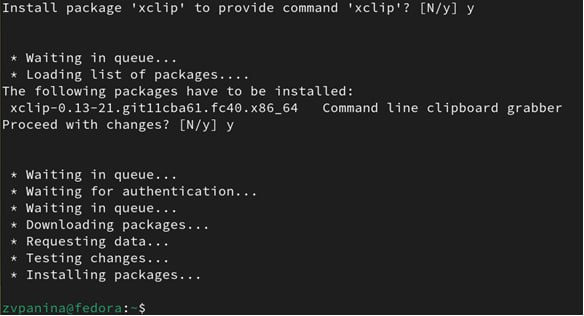 Install package 'xclip' to provide command 'xclip'? [N/y] y
* Waiting in queue...
* Loading list of packages....
The following packages have to be installed:
xclip-0.13-21.git11cba61.fc40.x86_64   Command line clipboard grabber
Proceed with changes? [N/y] y
* Waiting in queue...
* Waiting for authentication...
* Waiting in queue...
* Downloading packages...
* Requesting data...
* Testing changes...
* Installing packages...
zvpanina@fedora:~$